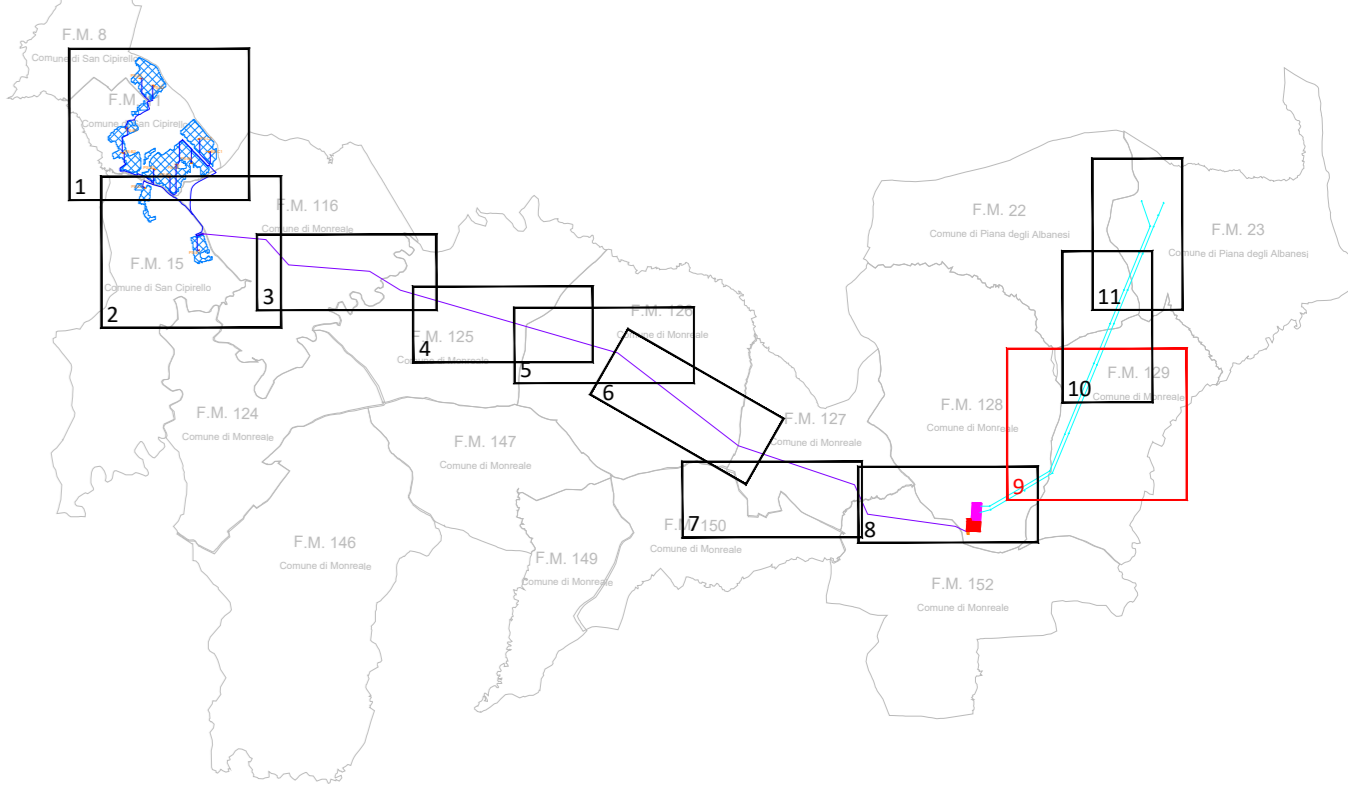 F.M. 8
Comune di San Cipirello
F.M. 11
Comune di San Cipirello
1
F.M. 116
Comune di Monreale
F.M. 15
Comune di San Cipirello
2
3
F.M. 22
Comune di Piana degli Albanesi
F.M. 23
Comune di Piana degli Albanesi
11
F.M. 125
Comune di Monreale
4
F.M. 126
Comune di Monreale
5
6
F.M. 129
Comune di Monreale
10
F.M. 124
Comune di Monreale
F.M. 147
Comune di Monreale
F.M. 127
Comune di Monreale
F.M. 128
Comune di Monreale
9
F.M. 146
Comune di Monreale
F.M. 149
Comune di Monreale
F.M. 150
Comune di Monreale
7
8
F.M. 152
Comune di Monreale